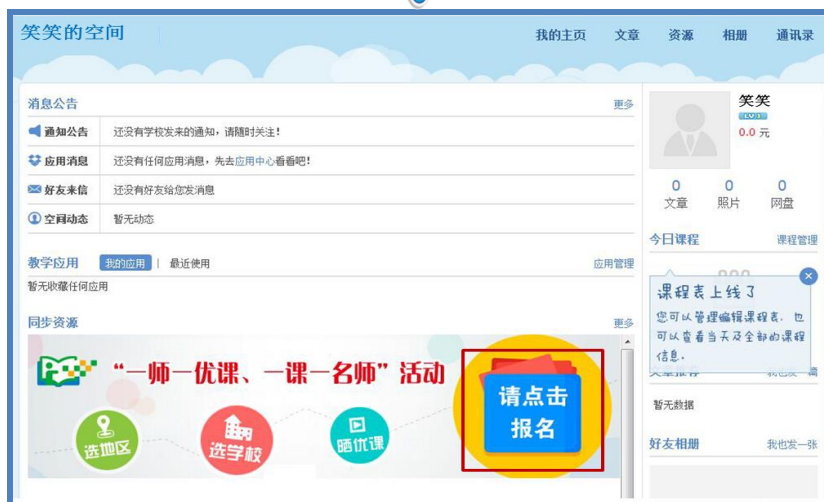 笑笑的空间
我的主页 文章 资源 相册 通讯录
消息公告 更多
通知公告 还没有学校发来的通知，请随时关注！
应用消息 还没有任何应用消息，先去应用中心看看吧！
好友来信 还没有好友给您发消息
空间动态 暂无动态
教学应用 我的应用 | 最近使用 应用管理
暂无收藏任何应用
同步资源 更多
“一师一优课、一课一名师”活动
请点击
报名
选地区
选学校
晒优课
笑笑
LV 1
0.0 元
0 0 0
文章 照片 网盘
今日课程 课程管理
课程表上线了
您可以管理编辑课程表，也
可以查看当天及全部的课程
信息。
暂无数据
好友相册 我也发一张